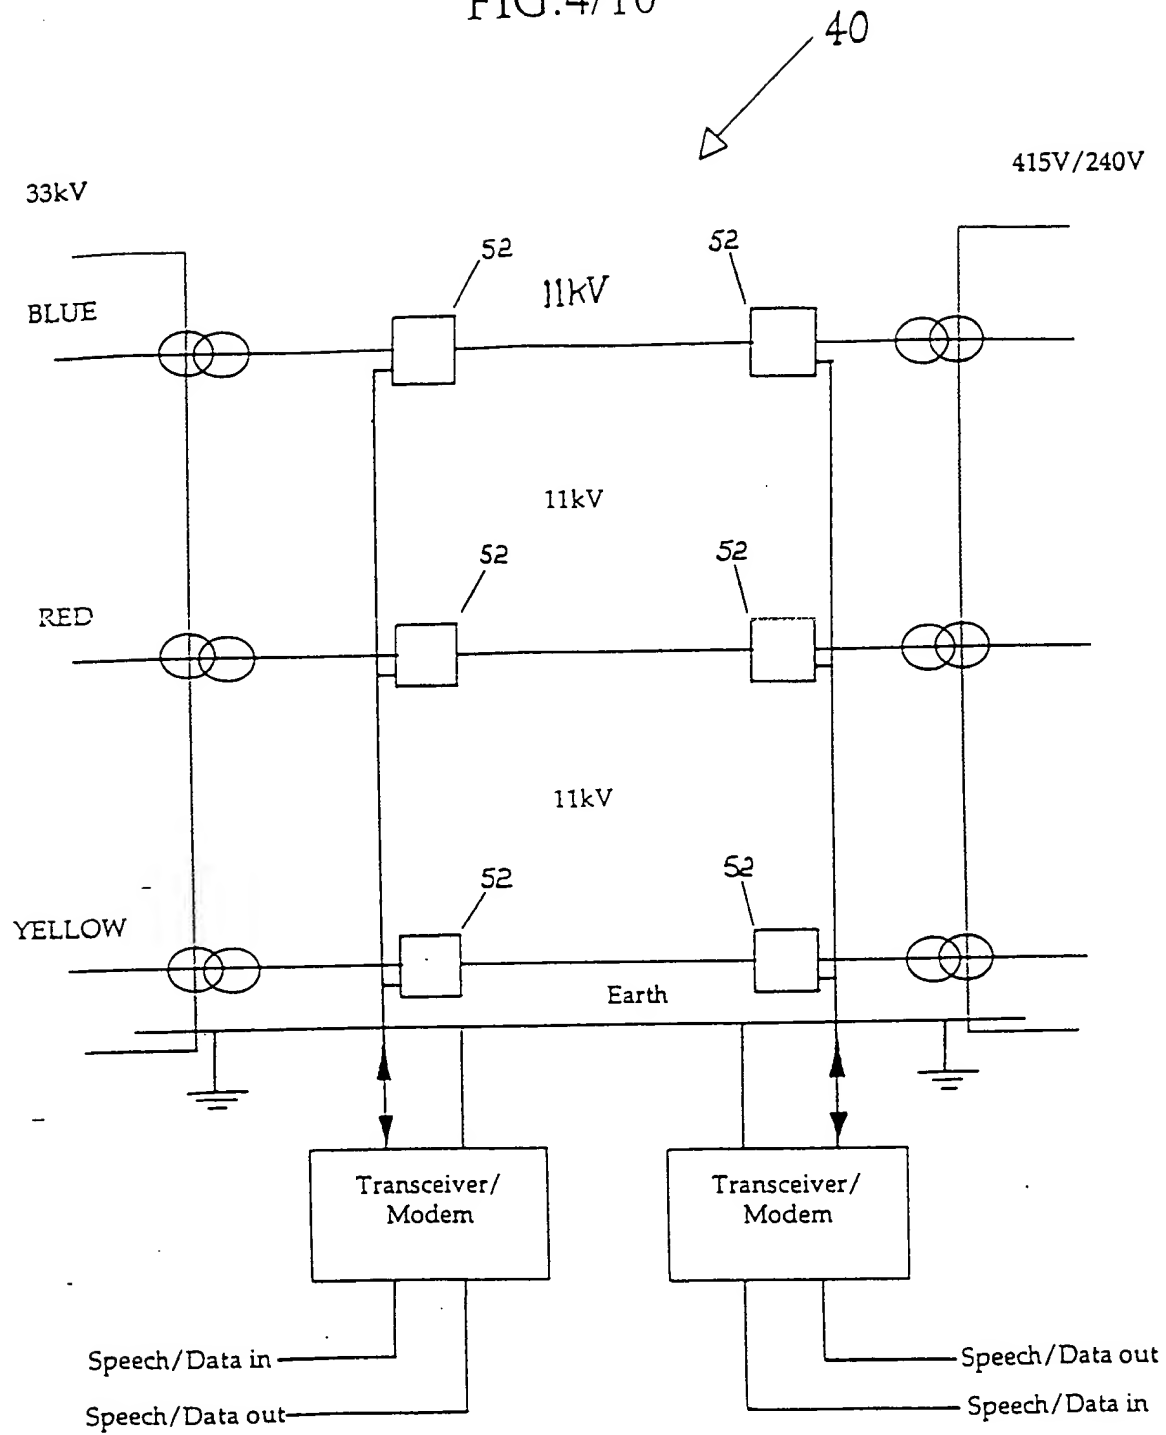 FIG.4/10
40
33kV
415V/240V
52
52
11kV
BLUE
11kV
52
52
RED
11kV
52
52
YELLOW
Earth
Transceiver/
Modem
Transceiver/
Modem
Speech/Data in
Speech/Data out
Speech/Data out
Speech/Data in